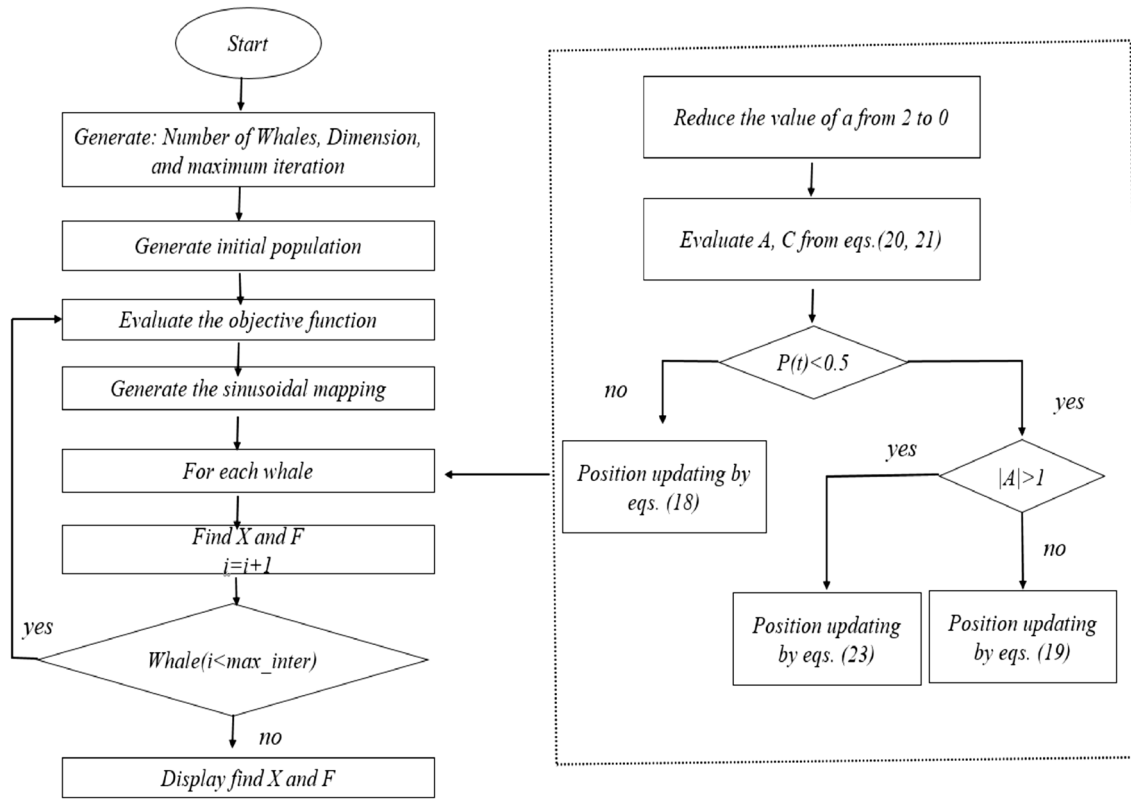 Start
Generate: Number of Whales, Dimension,
and maximum iteration
Generate initial population
Evaluate the objective function
Generate the sinusoidal mapping
For each whale
Find X and F
i=i+1
yes
Whale(i<max_inter)
no
Display find X and F
Reduce the value of a from 2 to 0
Evaluate A, C from eqs.(20, 21)
P(t)<0.5
no
yes
Position updating by
eqs. (18)
yes
|A|>1
no
Position updating
by eqs. (23)
Position updating
by eqs. (19)